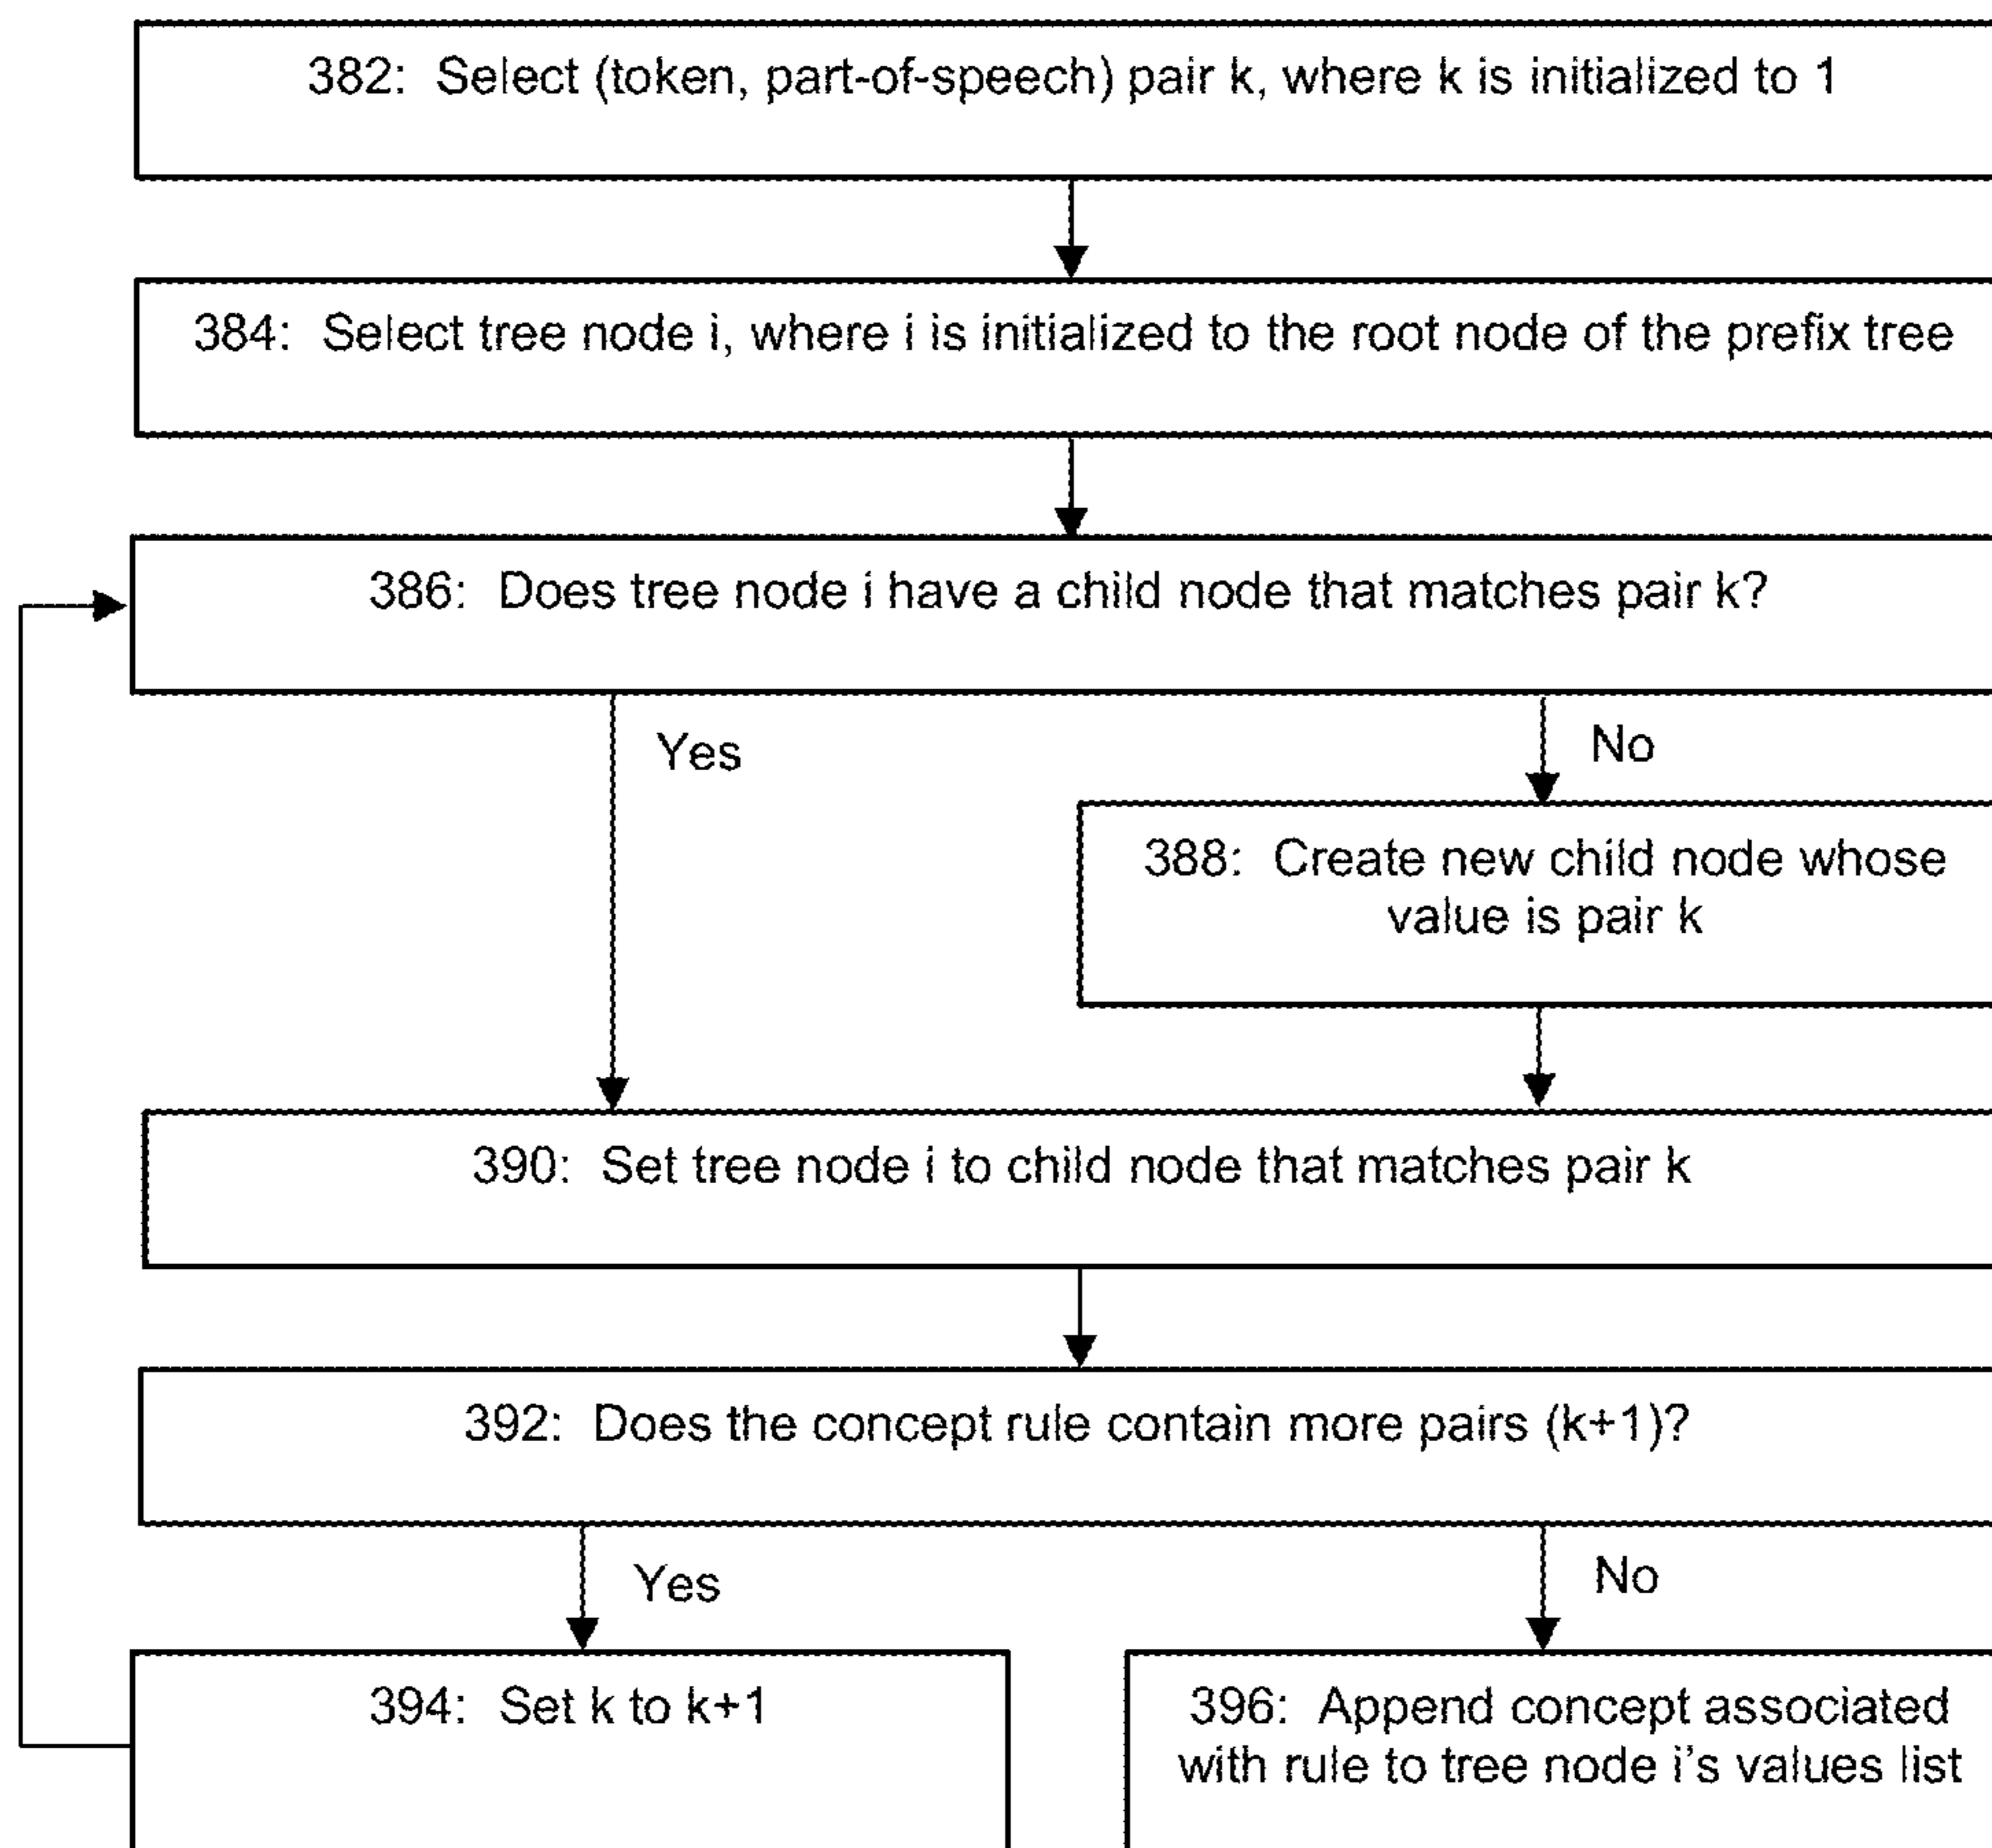 382: Select (token, part-of-speech) pair k, where k is initialized to 1
384: Select tree node i, where i is initialized to the root node of the prefix tree
386: Does tree node i have a child node that matches pair k?
Yes
No
388: Create new child node whose
value is pair k
390: Set tree node i to child node that matches pair k
392: Does the concept rule contain more pairs (k+1)?
Yes
No
394: Set k to k+1
396: Append concept associated
with rule to tree node i's values list